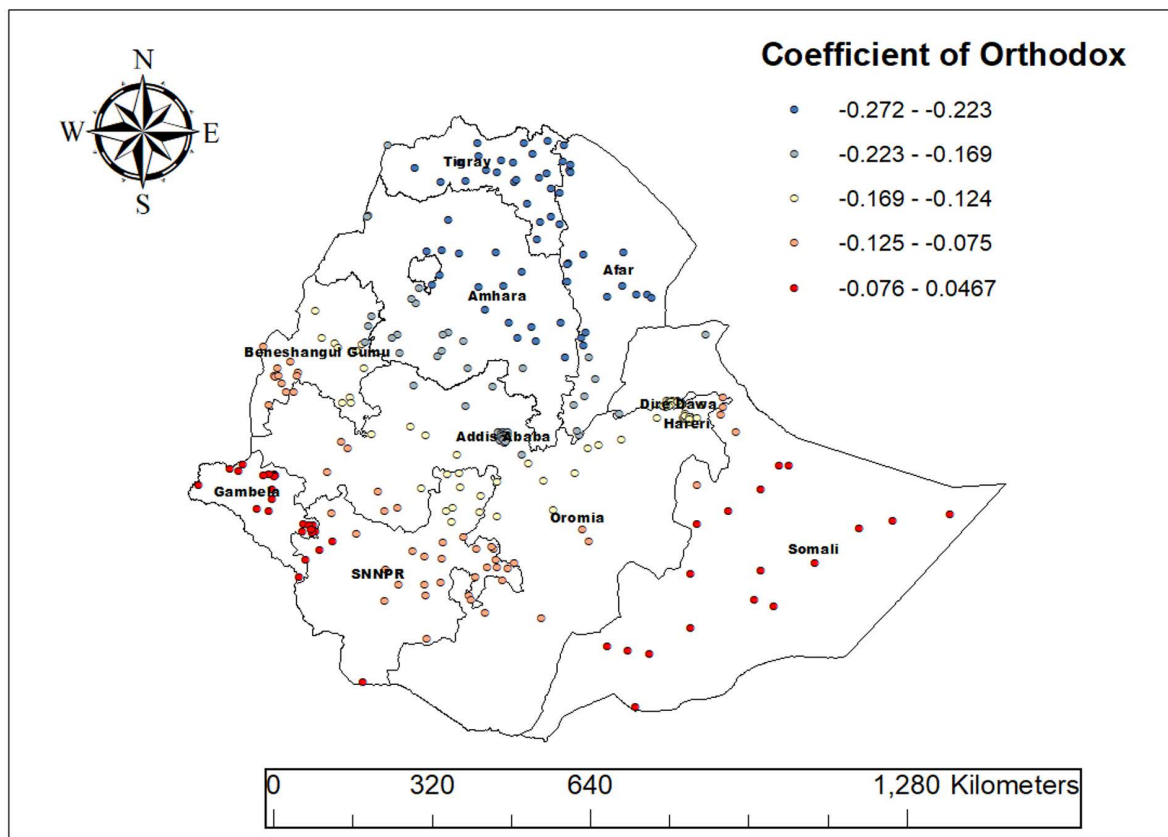 Coefficient of Orthodox
-0.272 - -0.223
-0.223 - -0.169
-0.169 - -0.124
-0.125 - -0.075
-0.076 - 0.0467
N
W E
S
Tigray
Afar
Amhara
Beneshangul Gumu
Dire Dawa
Hareri
Addis Ababa
Gambela
Oromia
Somali
SNNPR
0 320 640 1,280 Kilometers